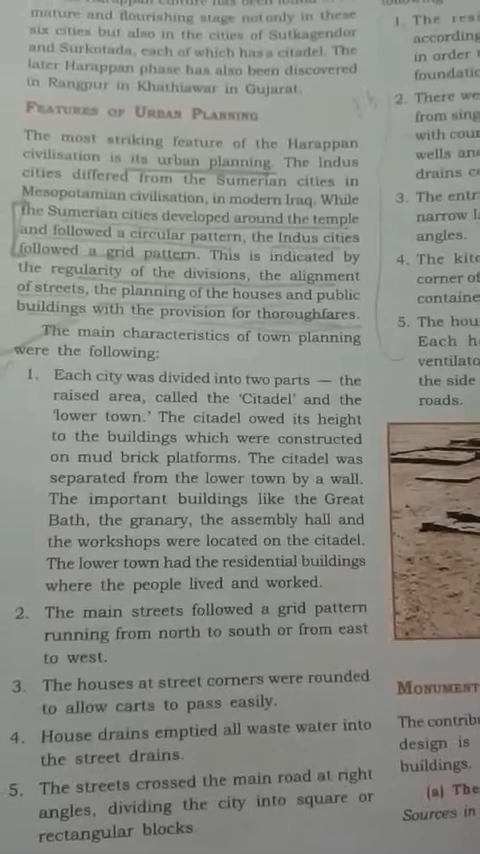 mature and flourishing stage not only in these
six cities but also in the cities of Sutkagendor
and Surkotada, each of which has a citadel. The
later Harappan phase has also been discovered
in Rangpur in Khathiawar in Gujarat.
FEATURES OF URBAN PLANNING
The most striking feature of the Harappan
civilisation is its urban planning. The Indus
cities differed from the Sumerian cities in
Mesopotamian civilisation, in modern Iraq. While
the Sumerian cities developed around the temple
and followed a circular pattern, the Indus cities
followed a grid pattern. This is indicated by
the regularity of the divisions, the alignment
of streets, the planning of the houses and public
buildings with the provision for thoroughfares.
The main characteristics of town planning
were the following:
1. Each city was divided into two parts — the
raised area, called the 'Citadel' and the
'lower town.' The citadel owed its height
to the buildings which were constructed
on mud brick platforms. The citadel was
separated from the lower town by a wall.
The important buildings like the Great
Bath, the granary, the assembly hall and
the workshops were located on the citadel.
The lower town had the residential buildings
where the people lived and worked.
2. The main streets followed a grid pattern
running from north to south or from east
to west.
3. The houses at street corners were rounded
to allow carts to pass easily.
4. House drains emptied all waste water into
the street drains.
5. The streets crossed the main road at right
angles, dividing the city into square or
rectangular blocks.
1. The
according
in order
2. There
from
with
wells
drains
3. The
narrow
angles.
4. The
corner of
5. The
Each
the side
roads.
MONUMENT
The
design is
buildings.
(a) The
Sources in